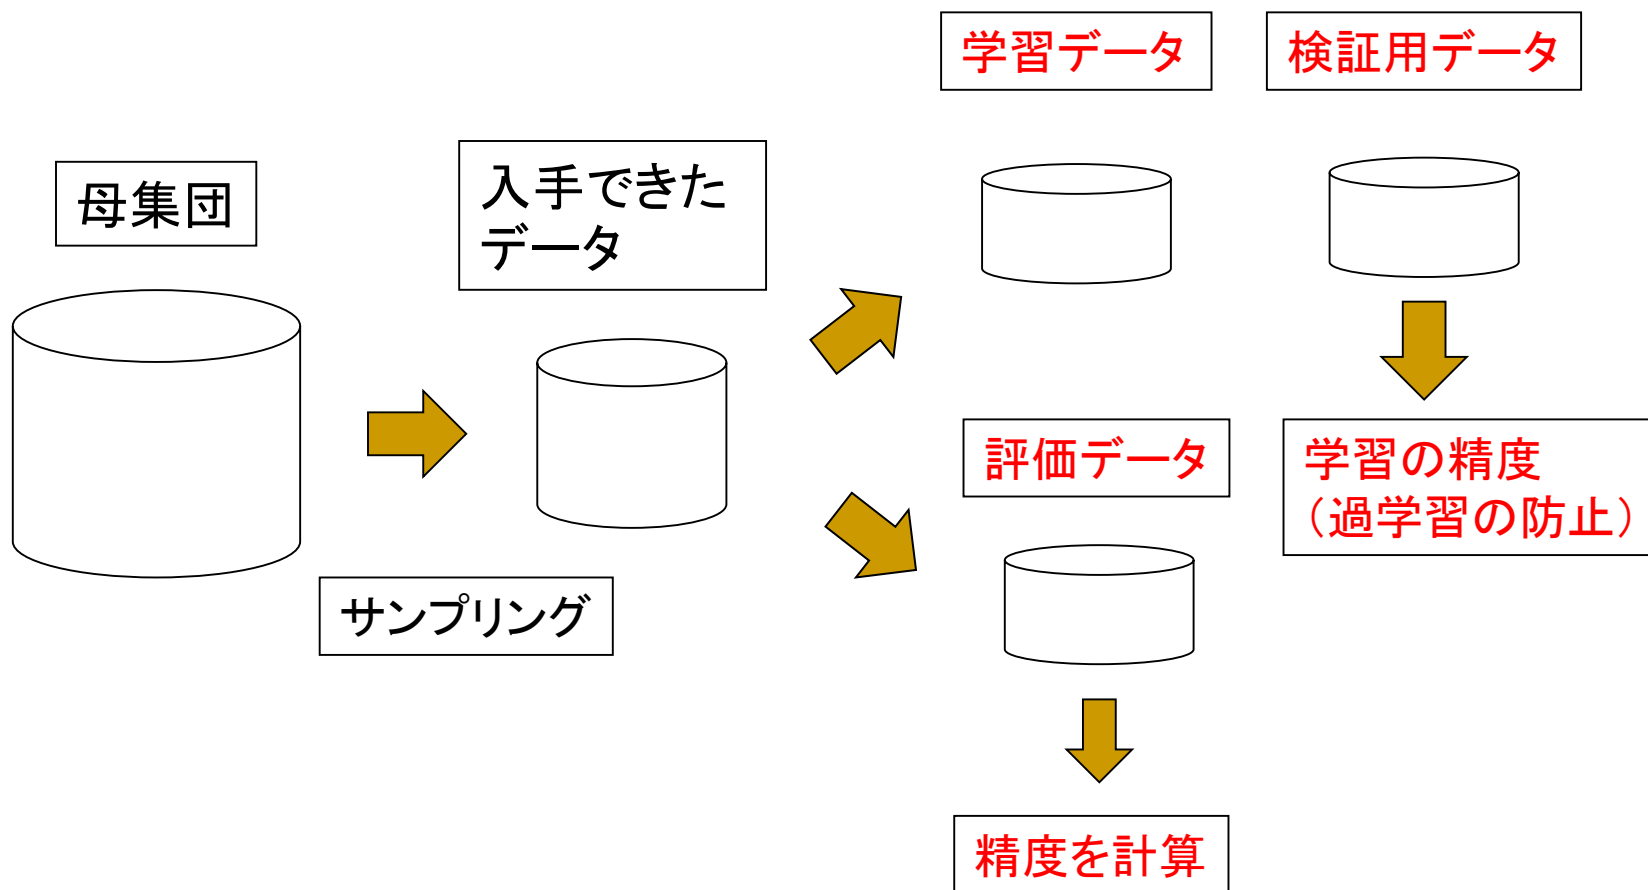 学習データ
検証用データ
母集団
入手できた
データ
評価データ
学習の精度
（過学習の防止）
サンプリング
精度を計算